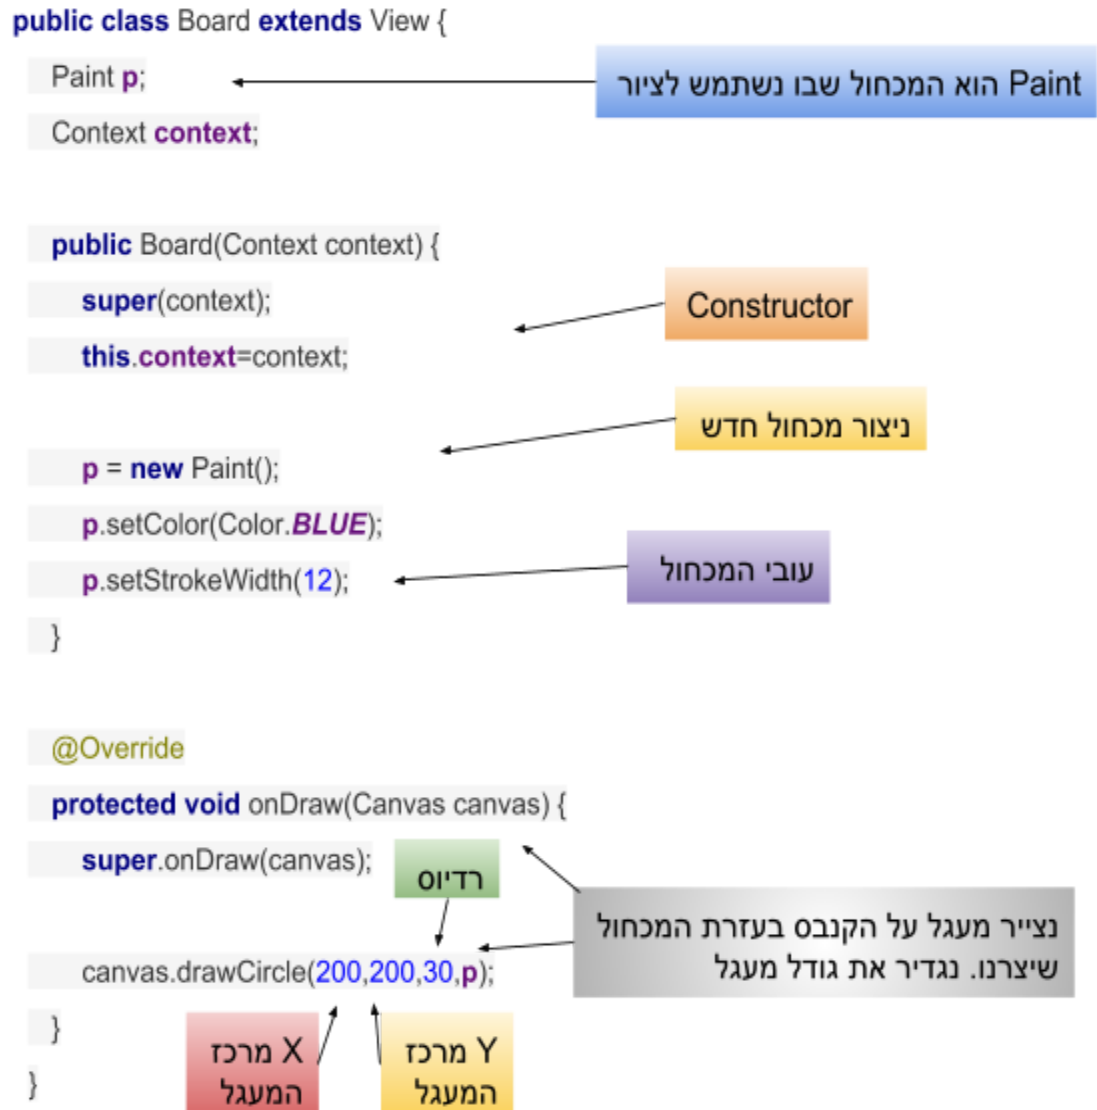 public class Board extends View {
Paint p;
Paint הוא המכחול שבו נשתמש לציור
Context context;
public Board(Context context) {
super(context);
Constructor
this.context=context;
ניצור מכחול חדש
p = new Paint();
p.setColor(Color.BLUE);
p.setStrokeWidth(12);
עובי המכחול
}
@Override
protected void onDraw(Canvas canvas) {
super.onDraw(canvas);
רדיוס
נצייר מעגל על הקנבס בעזרת המכחול
שיצרנו. נגדיר את גודל מעגל
canvas.drawCircle(200,200,30,p);
}
X מרכז
המעגל
Y מרכז
המעגל
}